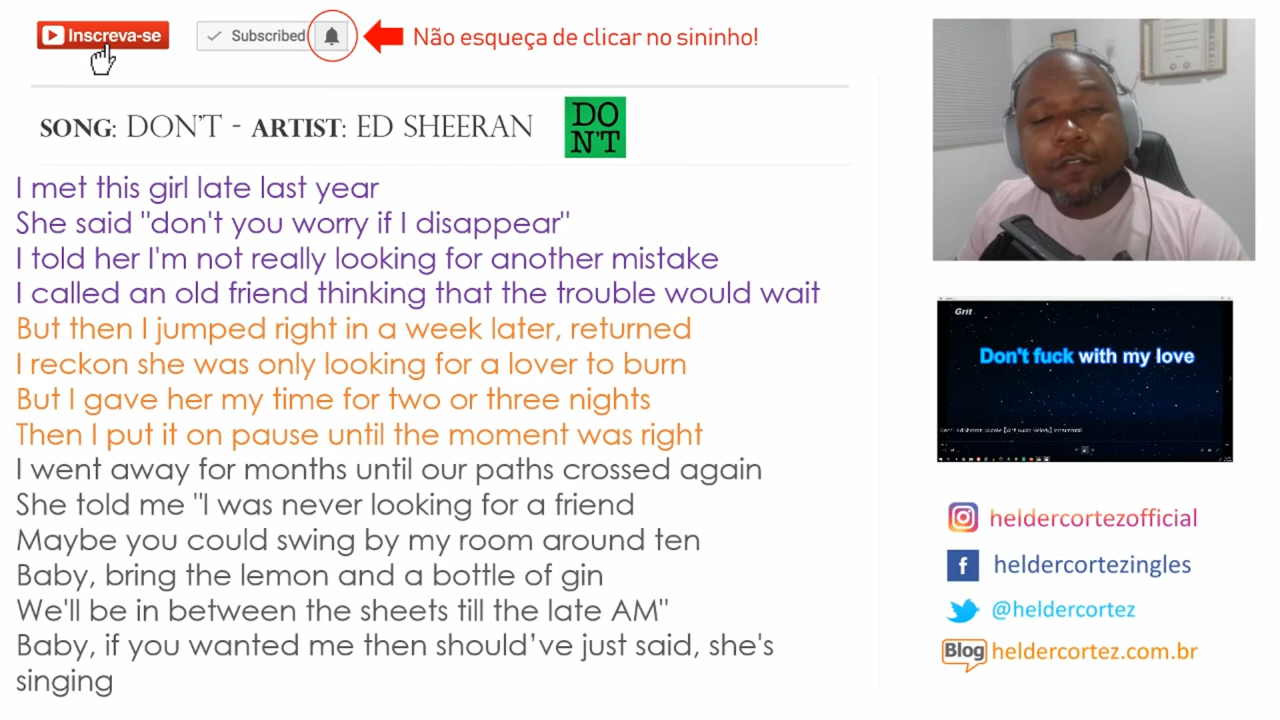 Inscreva-se
Subscribed
Não esqueça de clicar no sininho!
SONG: DON'T - ARTIST: ED SHEERAN
DO
N'T
I met this girl late last year
She said "don't you worry if I disappear"
I told her I'm not really looking for another mistake
I called an old friend thinking that the trouble would wait
But then I jumped right in a week later, returned
I reckon she was only looking for a lover to burn
But I gave her my time for two or three nights
Then I put it on pause until the moment was right
I went away for months until our paths crossed again
She told me "I was never looking for a friend
Maybe you could swing by my room around ten
Baby, bring the lemon and a bottle of gin
We'll be in between the sheets till the late AM"
Baby, if you wanted me then should’ve just said, she's
singing
Grit
Don't fuck with my love
heldercortezofficial
heldercortezingles
@heldercortez
Blog heldercortez.com.br